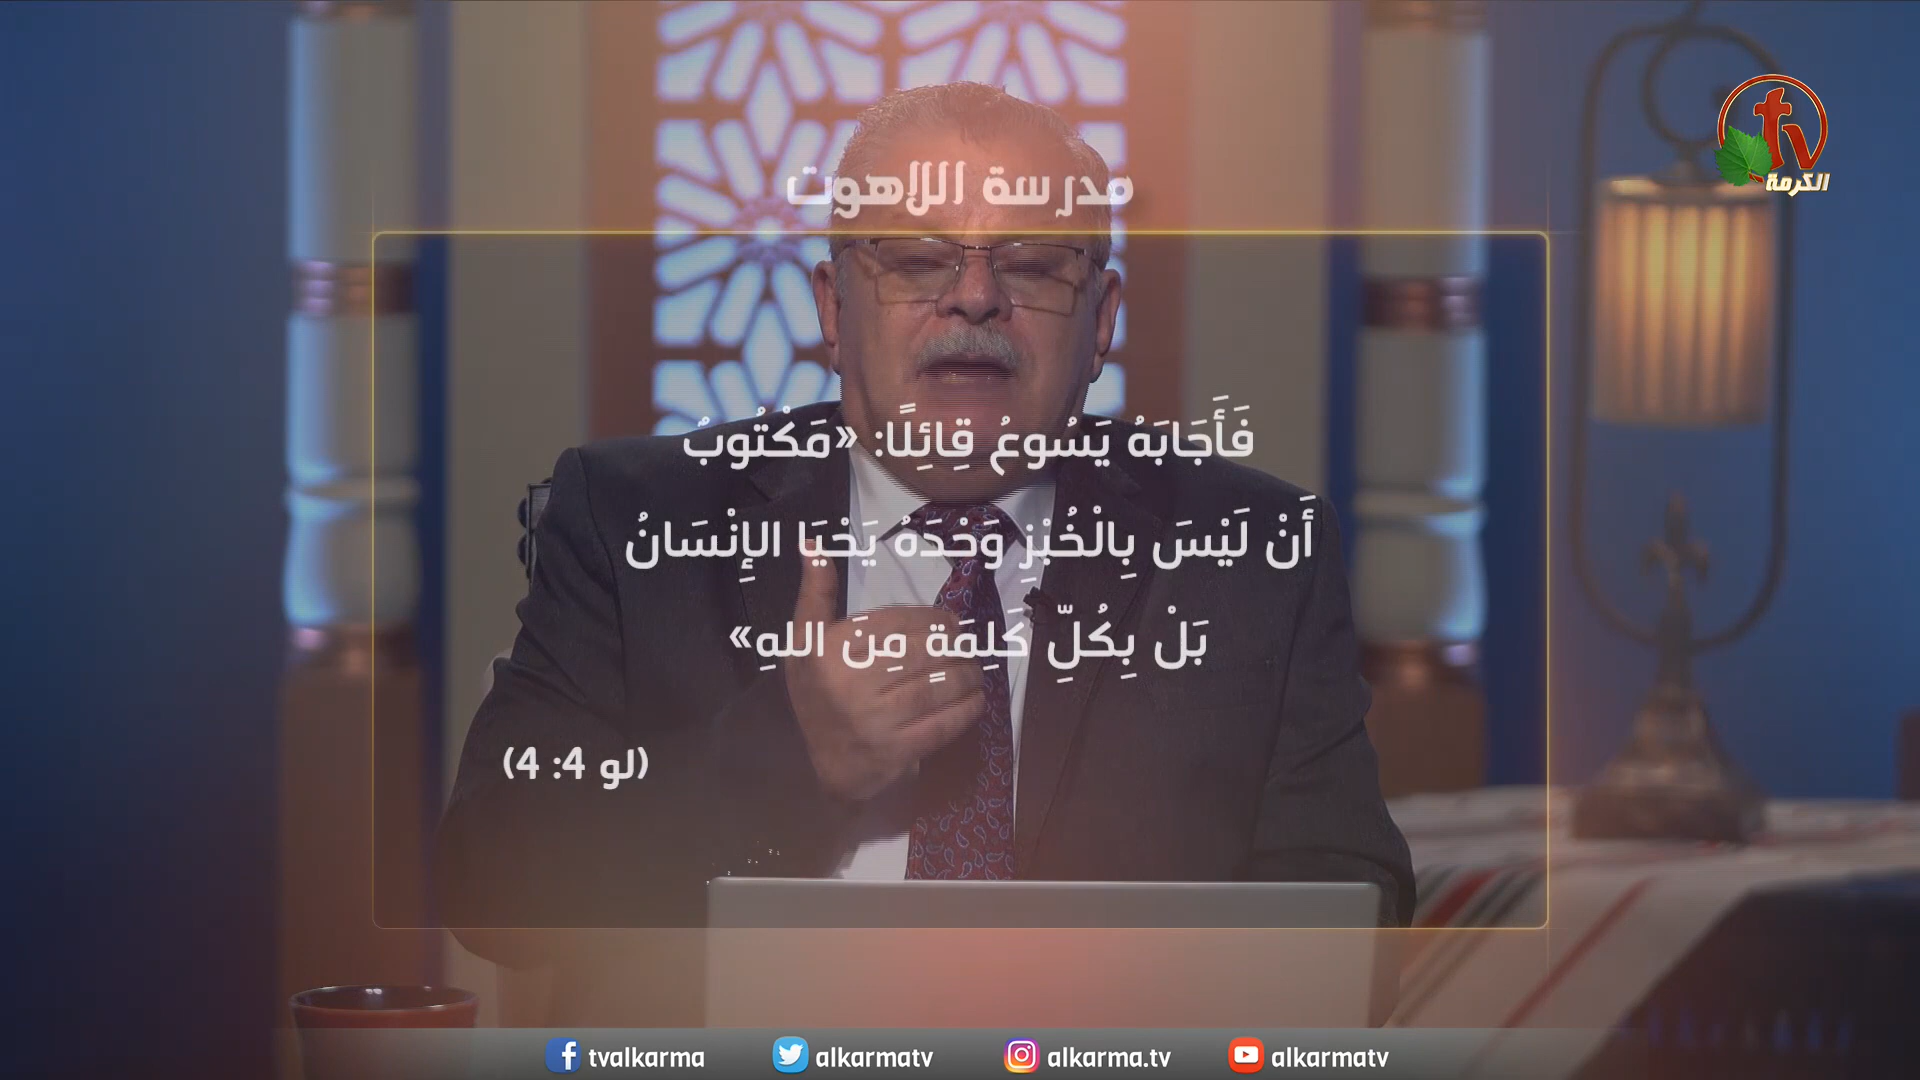 tv
الكرمة
مدرسة اللاهوت
فَأَجَابَهُ يَسُوعُ قِائِلًا: «مَكْتُوبٌ
أَنْ لَيْسَ بِالْخُبْزِ وَحْدَهُ يَحْيَا الإِنْسَانُ
بَلْ بِكُلِّ كَلِمَةٍ مِنَ اللهِ»
(لو 4: 4)
tvalkarma
alkarmatv
alkarma.tv
alkarmatv